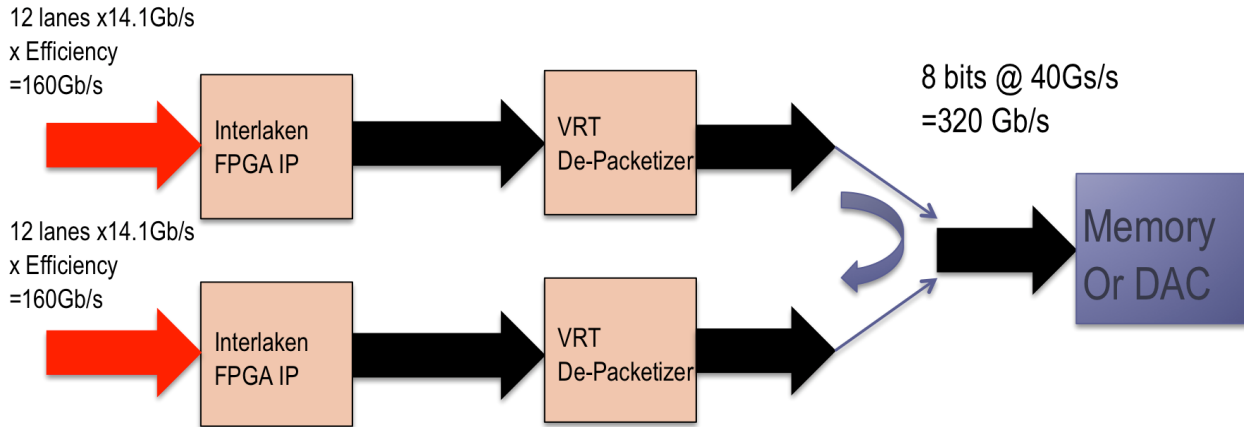 12 lanes x14.1Gb/s
x Efficiency
=160Gb/s
Interlaken
FPGA IP
VRT
De-Packetizer
8 bits @ 40Gs/s
=320 Gb/s
Memory
Or DAC
12 lanes x14.1Gb/s
x Efficiency
=160Gb/s
Interlaken
FPGA IP
VRT
De-Packetizer